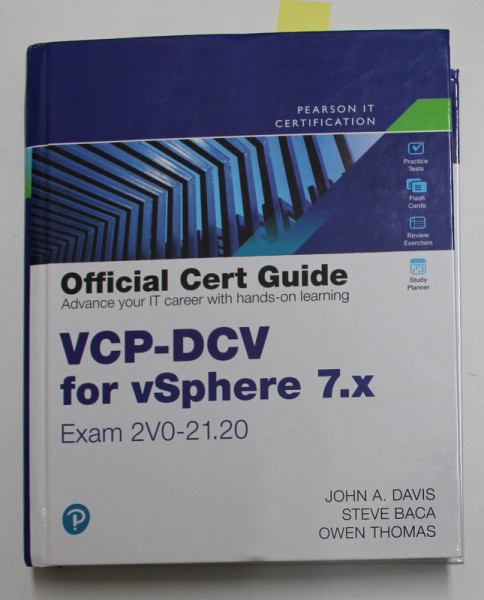 PEARSON IT
CERTIFICATION
Practice
Tests
Flash
Cards
Review
Exercises
Study
Planner
Official Cert Guide
Advance your IT career with hands-on learning
VCP-DCV
for vSphere 7.x
Exam 2V0-21.20
P
JOHN A. DAVIS
STEVE BACA
OWEN THOMAS